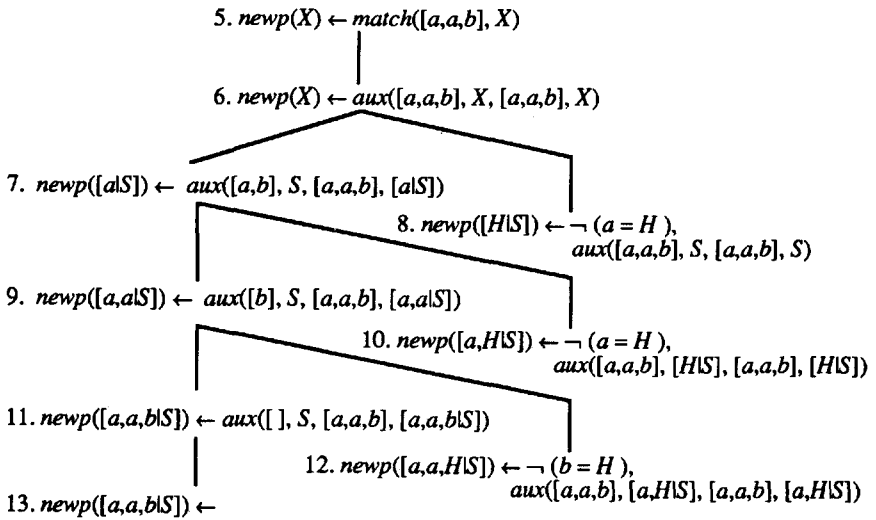 5. newp(X) ← match([a,a,b], X)
6. newp(X) ← aux([a,a,b], X, [a,a,b], X)
7. newp([a|S]) ← aux([a,b], S, [a,a,b], [a|S])
8. newp([H|S]) ← ¬ (a = H ),
aux([a,a,b], S, [a,a,b], S)
9. newp([a,a|S]) ← aux([b], S, [a,a,b], [a,a|S])
10. newp([a,H|S]) ← ¬ (a = H ),
aux([a,a,b], [H|S], [a,a,b], [H|S])
11. newp([a,a,b|S]) ← aux([ ], S, [a,a,b], [a,a,b|S])
12. newp([a,a,H|S]) ← ¬ (b = H ),
aux([a,a,b], [a,H|S], [a,a,b], [a,H|S])
13. newp([a,a,b|S]) ←